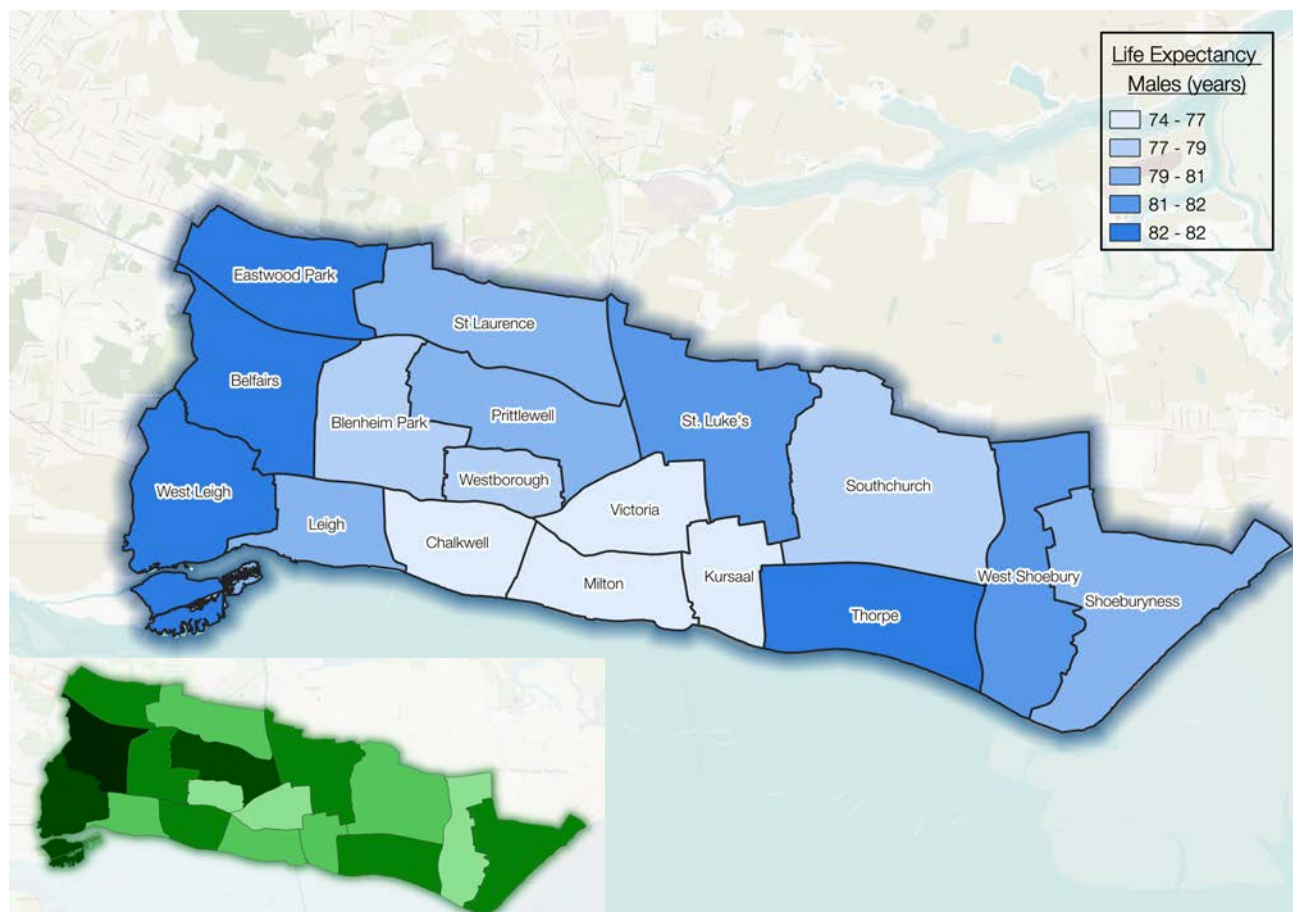 Life Expectancy
Males (years)
74 - 77
77 - 79
79 - 81
81 - 82
82 - 82
Eastwood Park
St Laurence
Belfairs
Blenheim Park
Prittlewell
St. Luke's
West Leigh
Westborough
Southchurch
Leigh
Victoria
Chalkwell
Milton
Kursaal
West Shoebury
Shoeburyness
Thorpe